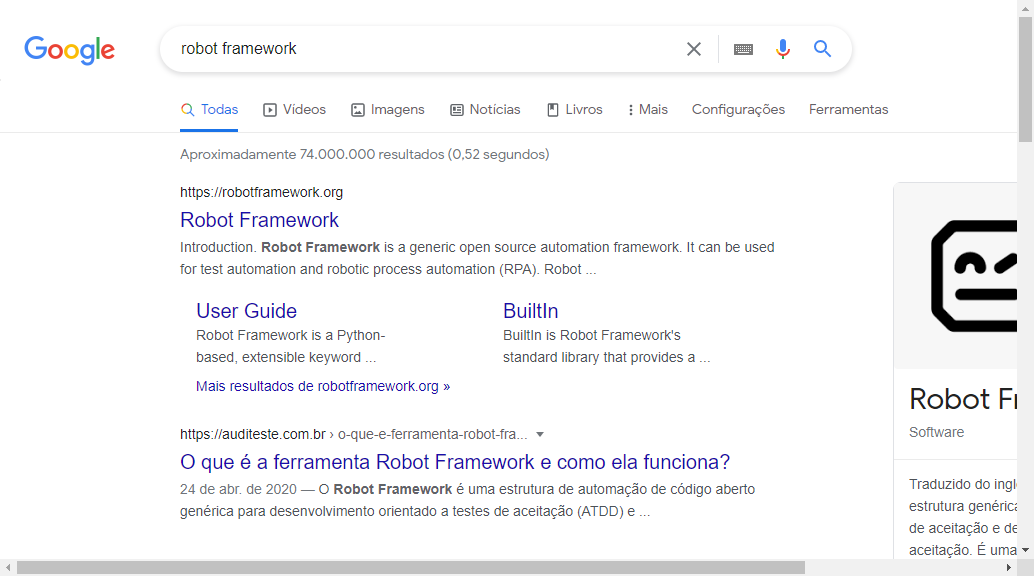 Google
robot framework
Todas Vídeos Imagens Notícias Livros Mais Configurações Ferramentas
Aproximadamente 74.000.000 resultados (0,52 segundos)
https://robotframework.org
Robot Framework
Introduction. Robot Framework is a generic open source automation framework. It can be used
for test automation and robotic process automation (RPA). Robot ...
User Guide
Robot Framework is a Python-
based, extensible keyword ...
BuiltIn
BuiltIn is Robot Framework's
standard library that provides a ...
Mais resultados de robotframework.org »
https://auditeste.com.br › o-que-e-ferramenta-robot-fra...
O que é a ferramenta Robot Framework e como ela funciona?
24 de abr. de 2020 — O Robot Framework é uma estrutura de automação de código aberto
genérica para desenvolvimento orientado a testes de aceitação (ATDD) e ...
Robot
Software
Traduzido do
estrutura
de aceitação e
aceitação. É uma